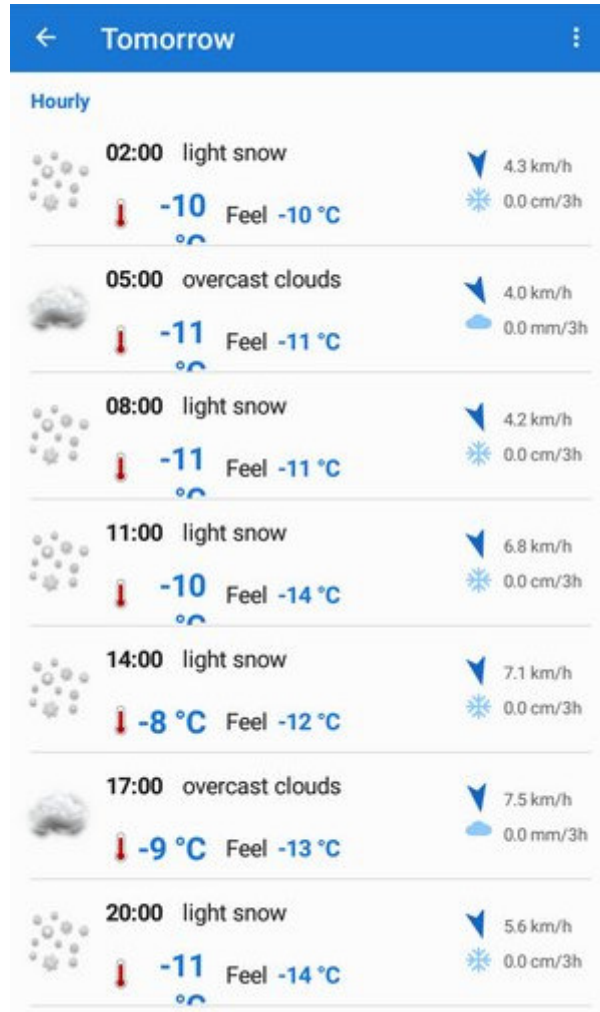 Tomorrow
Hourly
02:00 light snow
4.3 km/h
-10 °C Feel -10 °C
0.0 cm/3h
05:00 overcast clouds
4.0 km/h
-11 °C Feel -11 °C
0.0 mm/3h
08:00 light snow
4.2 km/h
-11 °C Feel -11 °C
0.0 cm/3h
11:00 light snow
6.8 km/h
-10 °C Feel -14 °C
0.0 cm/3h
14:00 light snow
7.1 km/h
-8 °C Feel -12 °C
0.0 cm/3h
17:00 overcast clouds
7.5 km/h
-9 °C Feel -13 °C
0.0 mm/3h
20:00 light snow
5.6 km/h
-11 °C Feel -14 °C
0.0 cm/3h